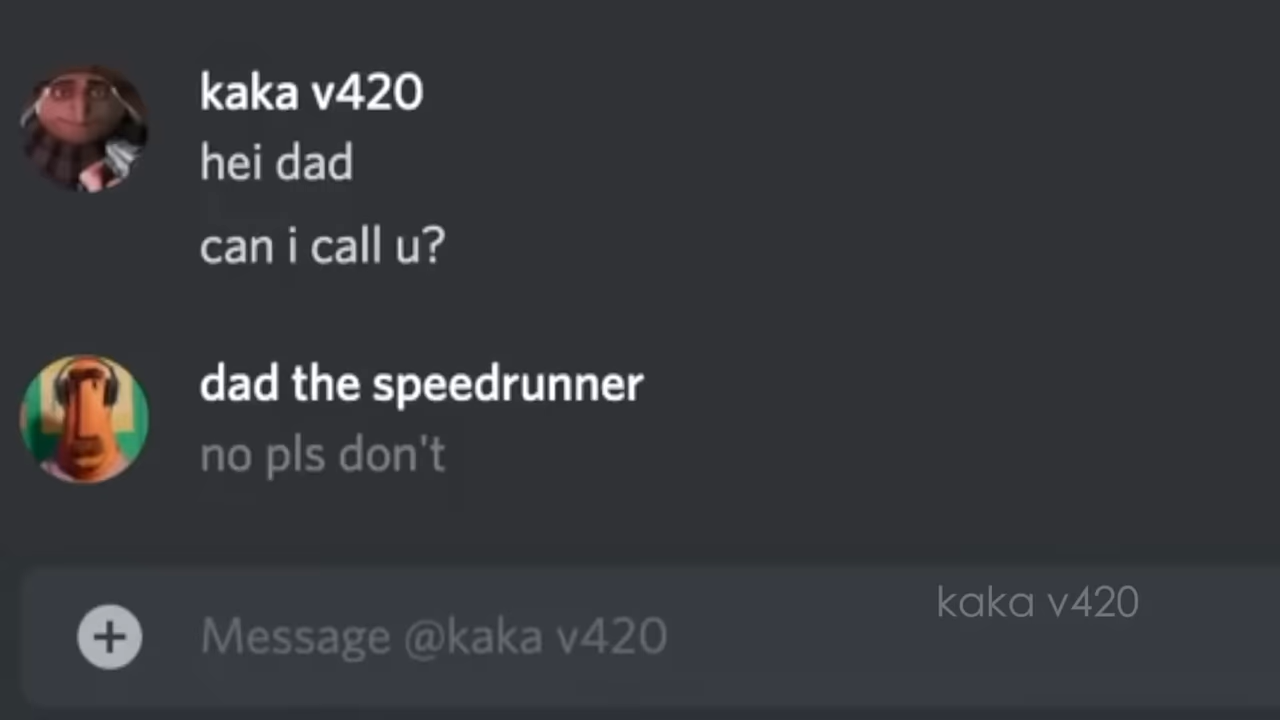 kaka v420
hei dad
can i call u?
dad the speedrunner
no pls don't
kaka v420
Message @kaka v420